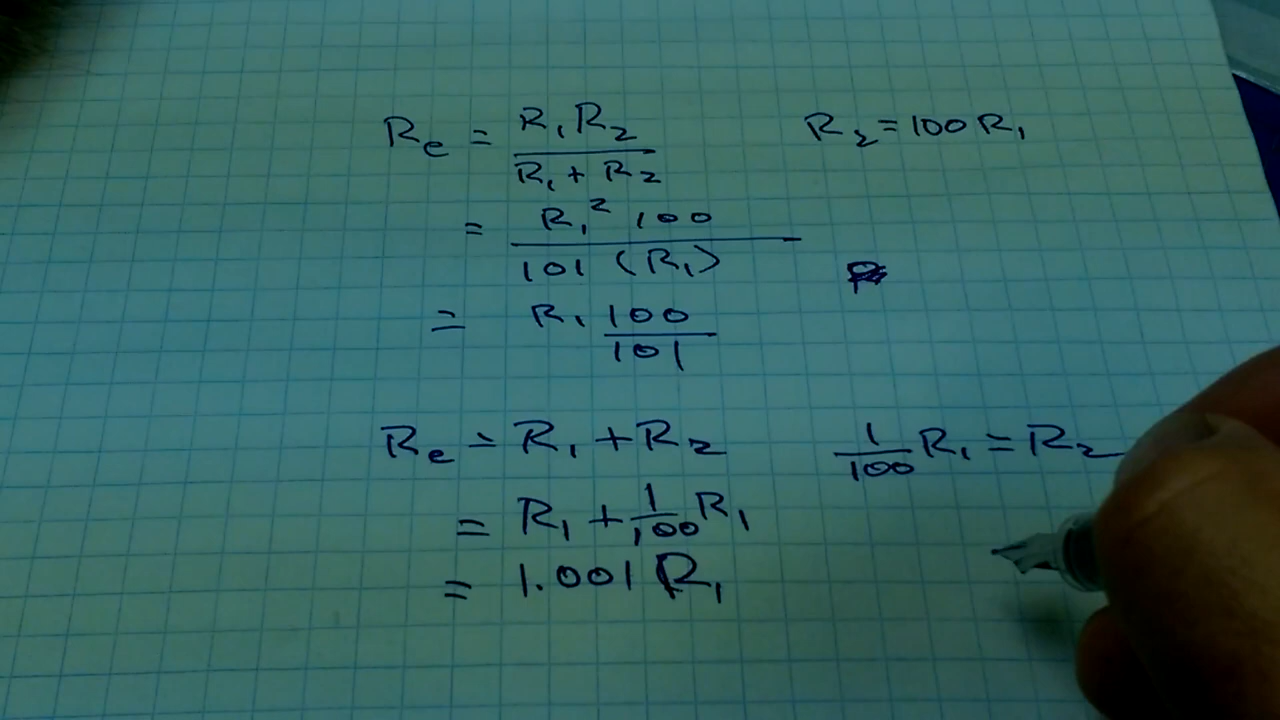 Rₑ = R₁R₂ / R₁ + R₂    R₂ = 100 R₁
= R₁² 100 / 101 (R₁)
= R₁ 100 / 101
Rₑ = R₁ + R₂    1/100 R₁ = R₂
= R₁ + 1/100 R₁
= 1.001 R₁